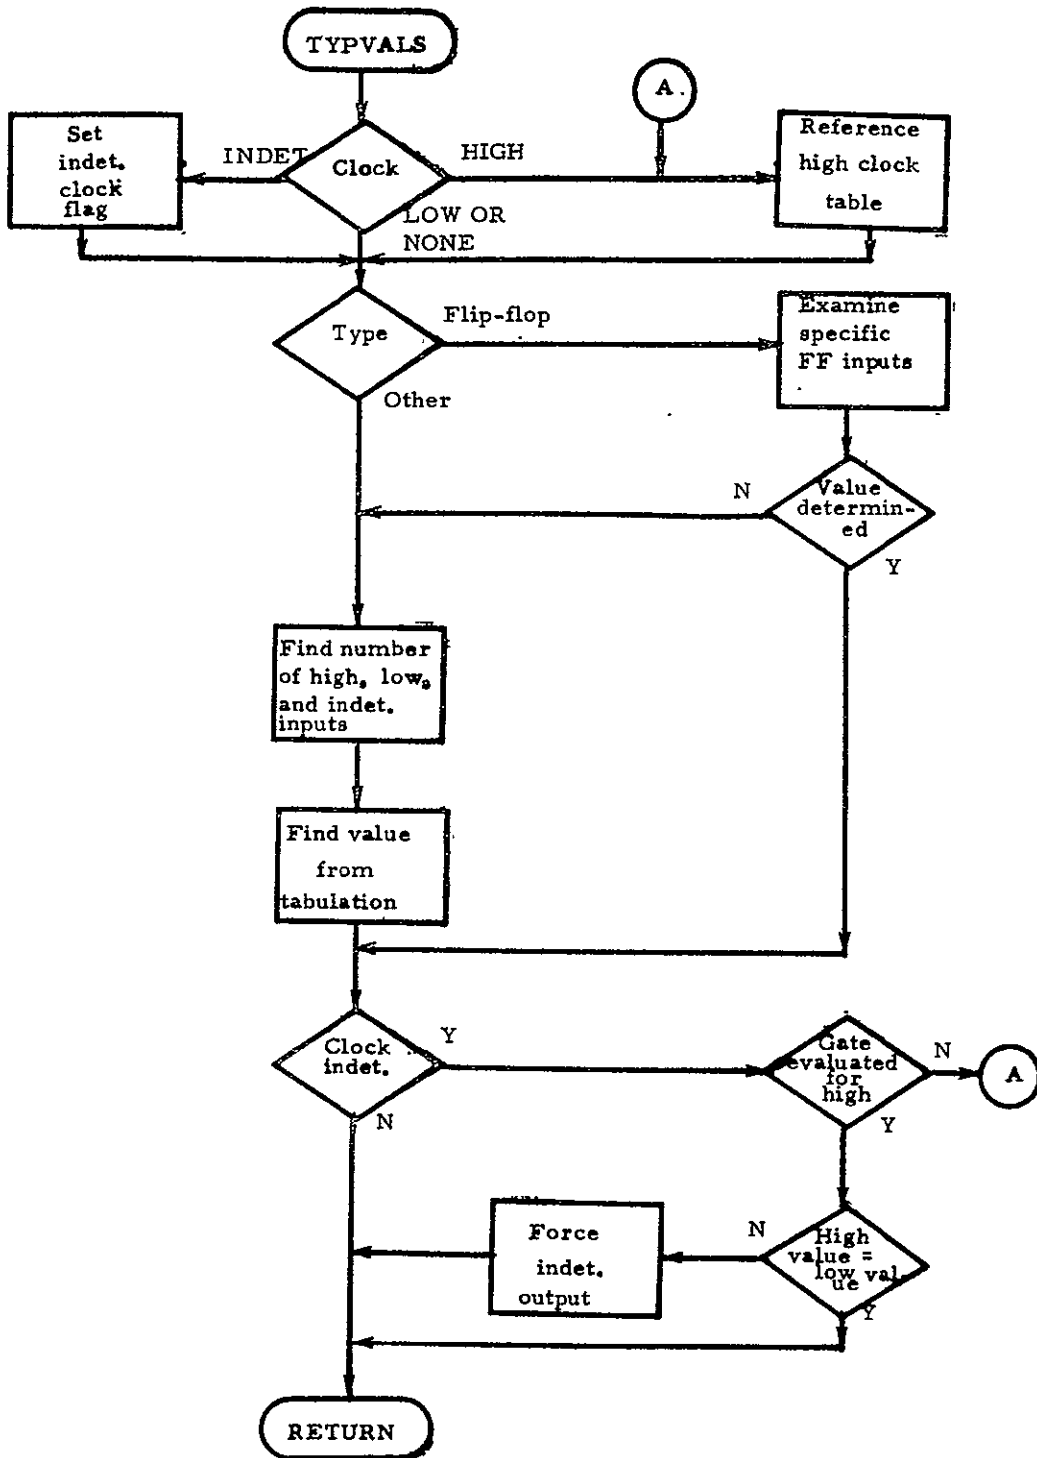 TYPVALS
A
Set
indet.
clock
flag
INDET
Clock
HIGH
Reference
high clock
table
LOW OR
NONE
Type
Flip-flop
Examine
specific
FF inputs
Other
N
Value
determin-
ed
Y
Find number
of high, low,
and indet.
inputs
Find value
from
tabulation
Clock
indet.
Y
N
Gate
evaluated
for
high
N
A
Y
Force
indet.
output
N
High
value =
low val
ue
Y
RETURN